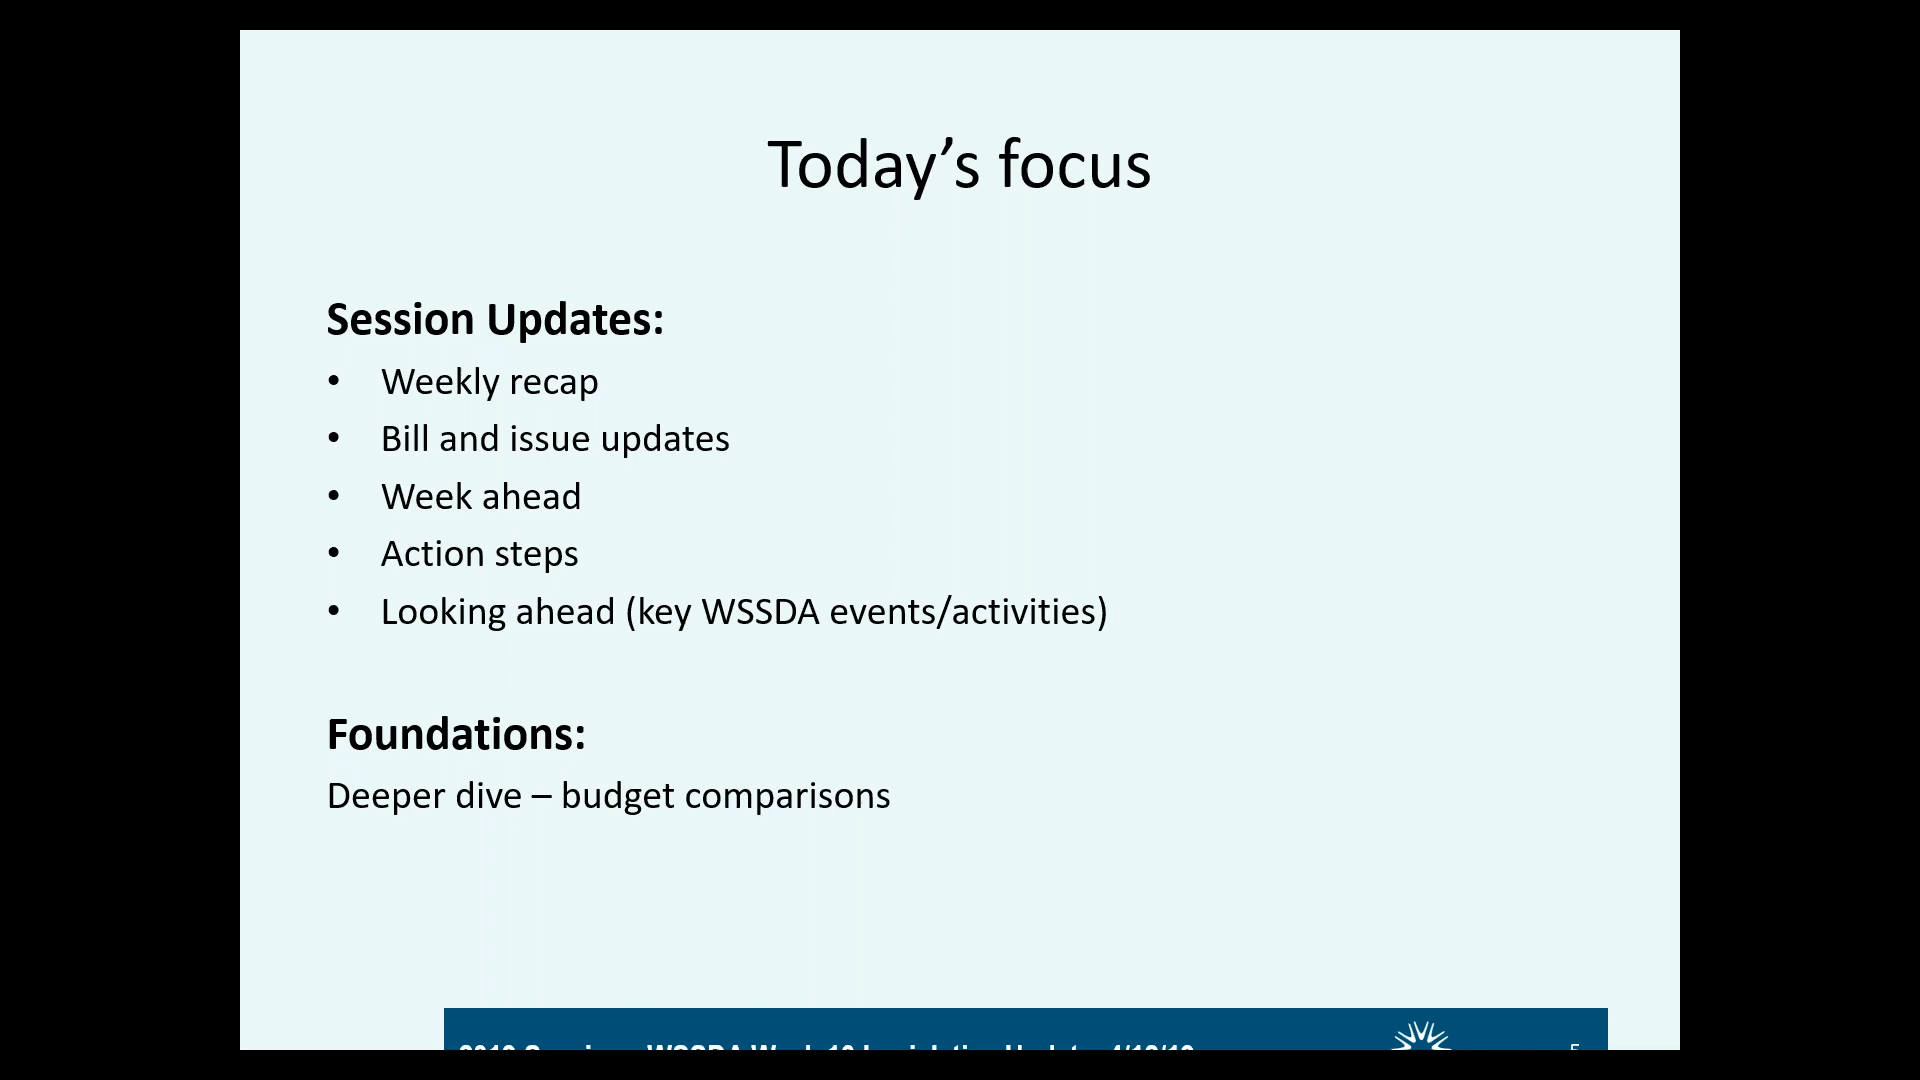 Today’s focus
Session Updates:
• Weekly recap
• Bill and issue updates
• Week ahead
• Action steps
• Looking ahead (key WSSDA events/activities)
Foundations:
Deeper dive – budget comparisons